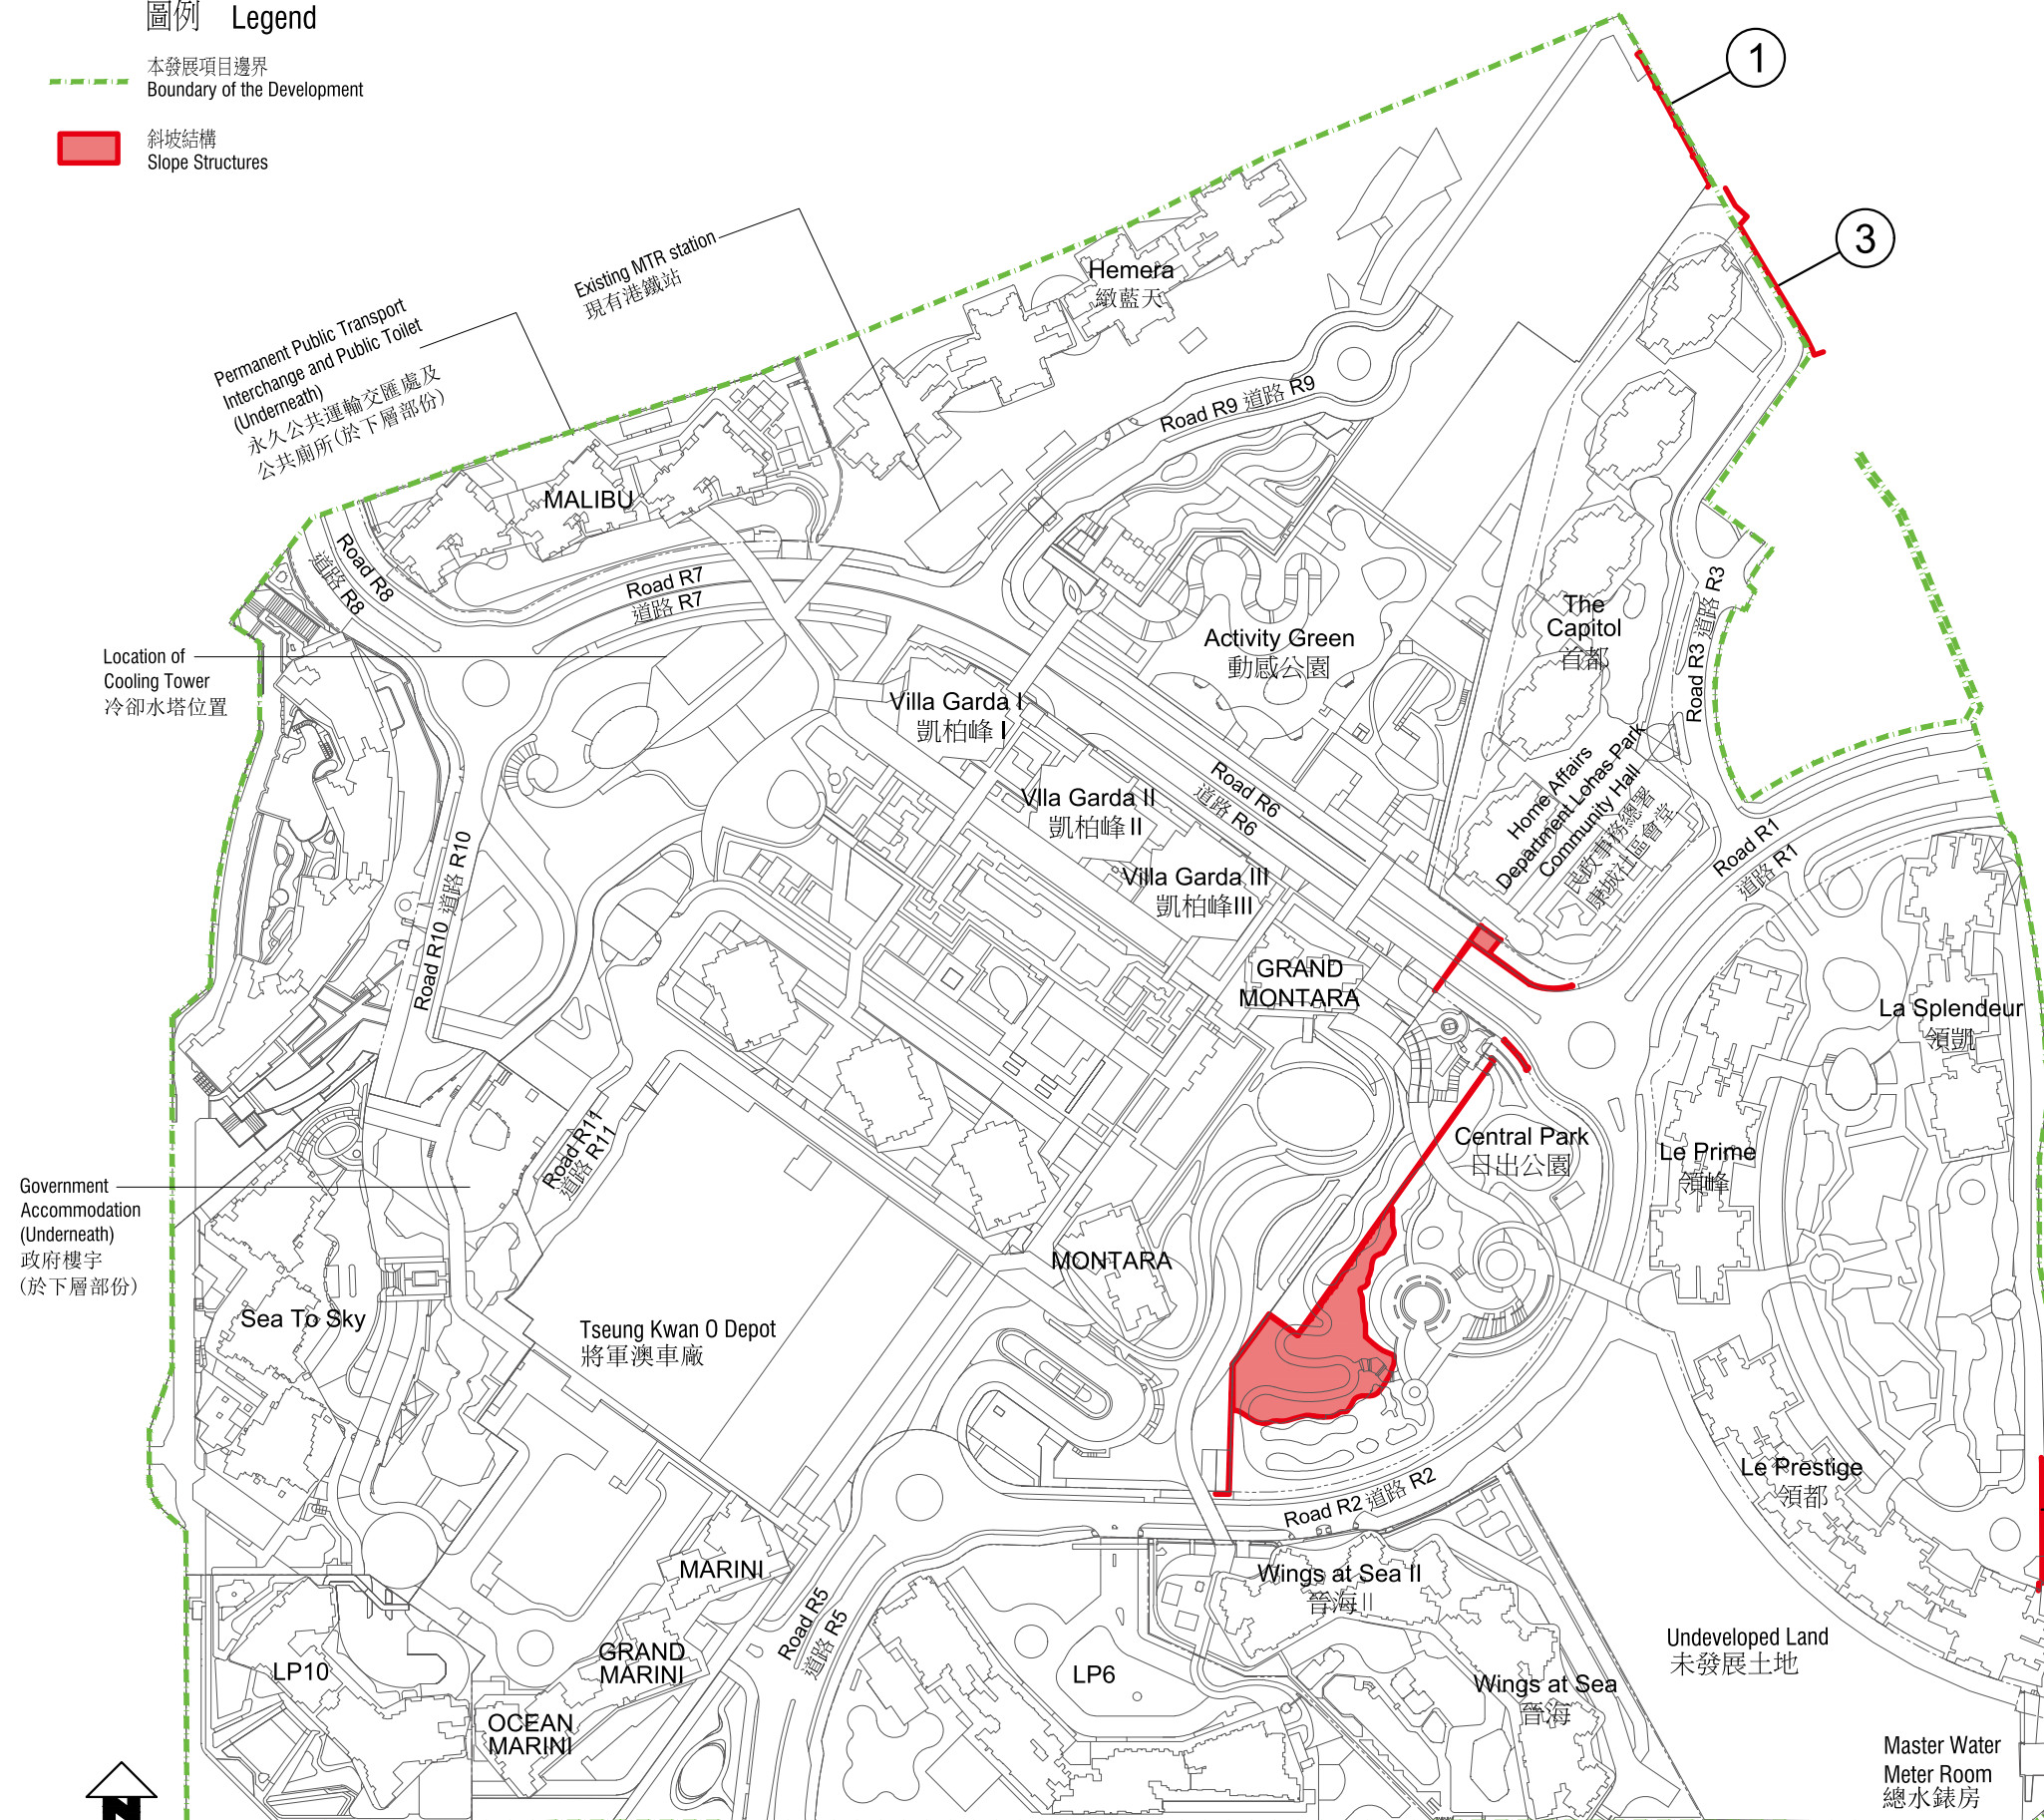 圖例 Legend
本發展項目邊界
Boundary of the Development
斜坡結構
Slope Structures
1
3
Existing MTR station
現有港鐵站
Permanent Public Transport
Interchange and Public Toilet
(Underneath)
永久公共運輸交匯處及
公共廁所(於下層部份)
Hemera
緻藍天
Road R9 道路 R9
MALIBU
Road R8
道路 R8
Road R7
道路 R7
Location of
Cooling Tower
冷卻水塔位置
Activity Green
動感公園
The
Capitol
首都
Road R3 道路 R3
Villa Garda I
凱柏峰 I
VIla Garda II
凱柏峰 II
Villa Garda III
凱柏峰III
Road R6
道路 R6
Home Affairs
Department Lohas Park
Community Hall
民政事務總署
康城社區會堂
Road R1
道路 R1
Road R10 道路 R10
GRAND
MONTARA
La Splendeur
領凱
Central Park
日出公園
Le Prime
領峰
Road R11
道路 R11
Government
Accommodation
(Underneath)
政府樓宇
(於下層部份)
MONTARA
Sea To Sky
Tseung Kwan O Depot
將軍澳車廠
Le Prestige
領都
Road R2 道路 R2
MARINI
Wings at Sea II
晉海 II
Road R5
道路 R5
GRAND
MARINI
LP10
LP6
Undeveloped Land
未發展土地
Wings at Sea
晉海
OCEAN
MARINI
Master Water
Meter Room
總水錶房
N